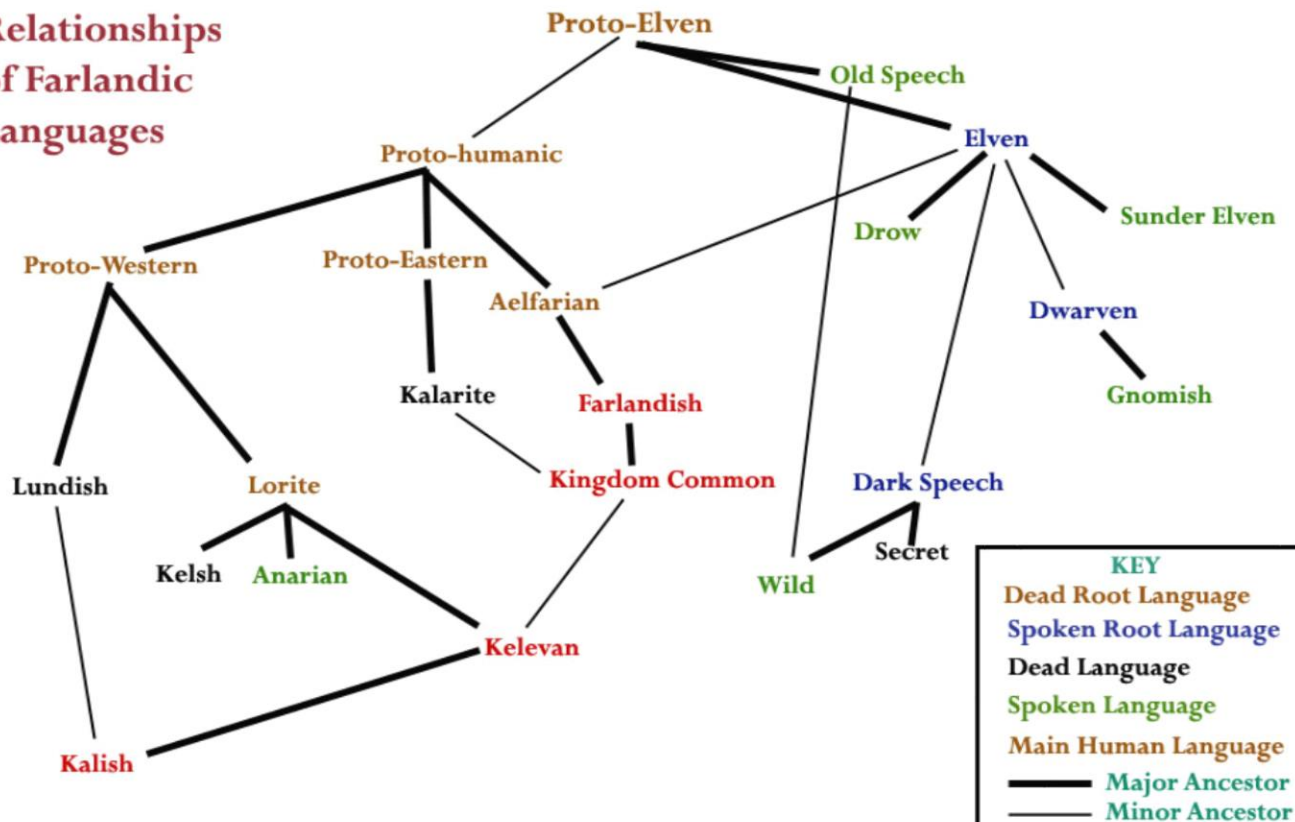 Relationships
of Farlandic
Languages
Proto-Elven
Old Speech
Elven
Proto-humanic
Sunder Elven
Drow
Proto-Western
Proto-Eastern
Aelfarian
Dwarven
Kalarite
Farlandish
Gnomish
Lundish
Lorite
Kingdom Common
Dark Speech
Secret
Kelsh
Anarian
Wild
Kelevan
Kalish
KEY
Dead Root Language
Spoken Root Language
Dead Language
Spoken Language
Main Human Language
Major Ancestor
Minor Ancestor